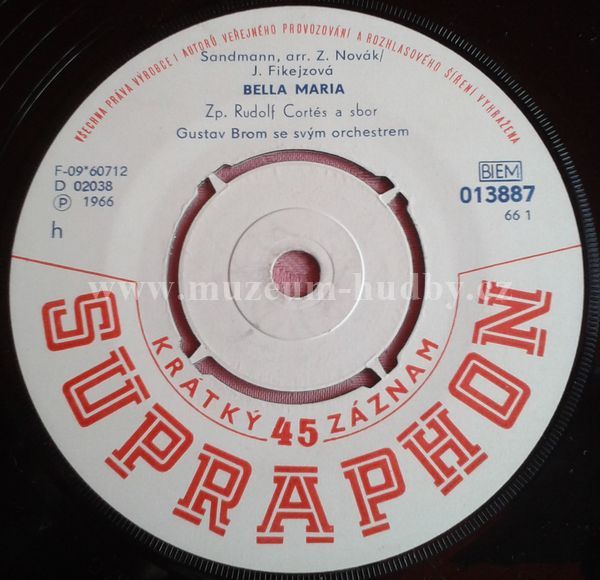 VŠECHNA PRÁVA VÝROBCE I AUTORŮ VEŘEJNÉHO PROVOZOVÁNÍ A ROZHLASOVÉHO ŠÍŘENÍ VYHRAŽENA
Sandmann, arr. Z. Novák/
J. Fikejzová
BELLA MARIA
Zp. Rudolf Cortés a sbor
Gustav Brom se svým orchestrem
F-09*60712
D 02038
Ⓟ 1966
h
BIEM
013887
66 1
www.muzeum-hudby.cz
KRÁTKÝ 45 ZÁZNAM
SUPRAPHON